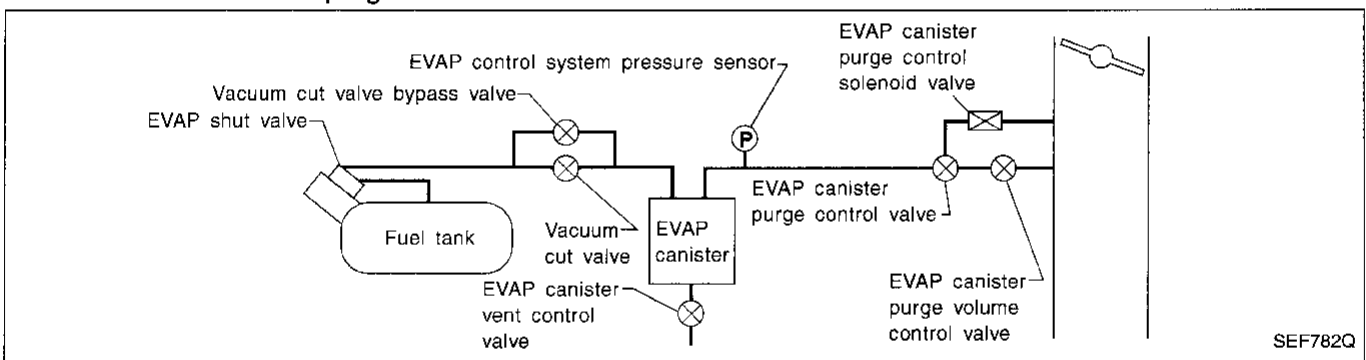 EVAP canister
purge control
solenoid valve
EVAP control system pressure sensor
Vacuum cut valve bypass valve
EVAP shut valve
P
EVAP canister
purge control valve
Fuel tank
Vacuum
cut valve
EVAP
canister
EVAP canister
vent control
valve
EVAP canister
purge volume
control valve
SEF782Q